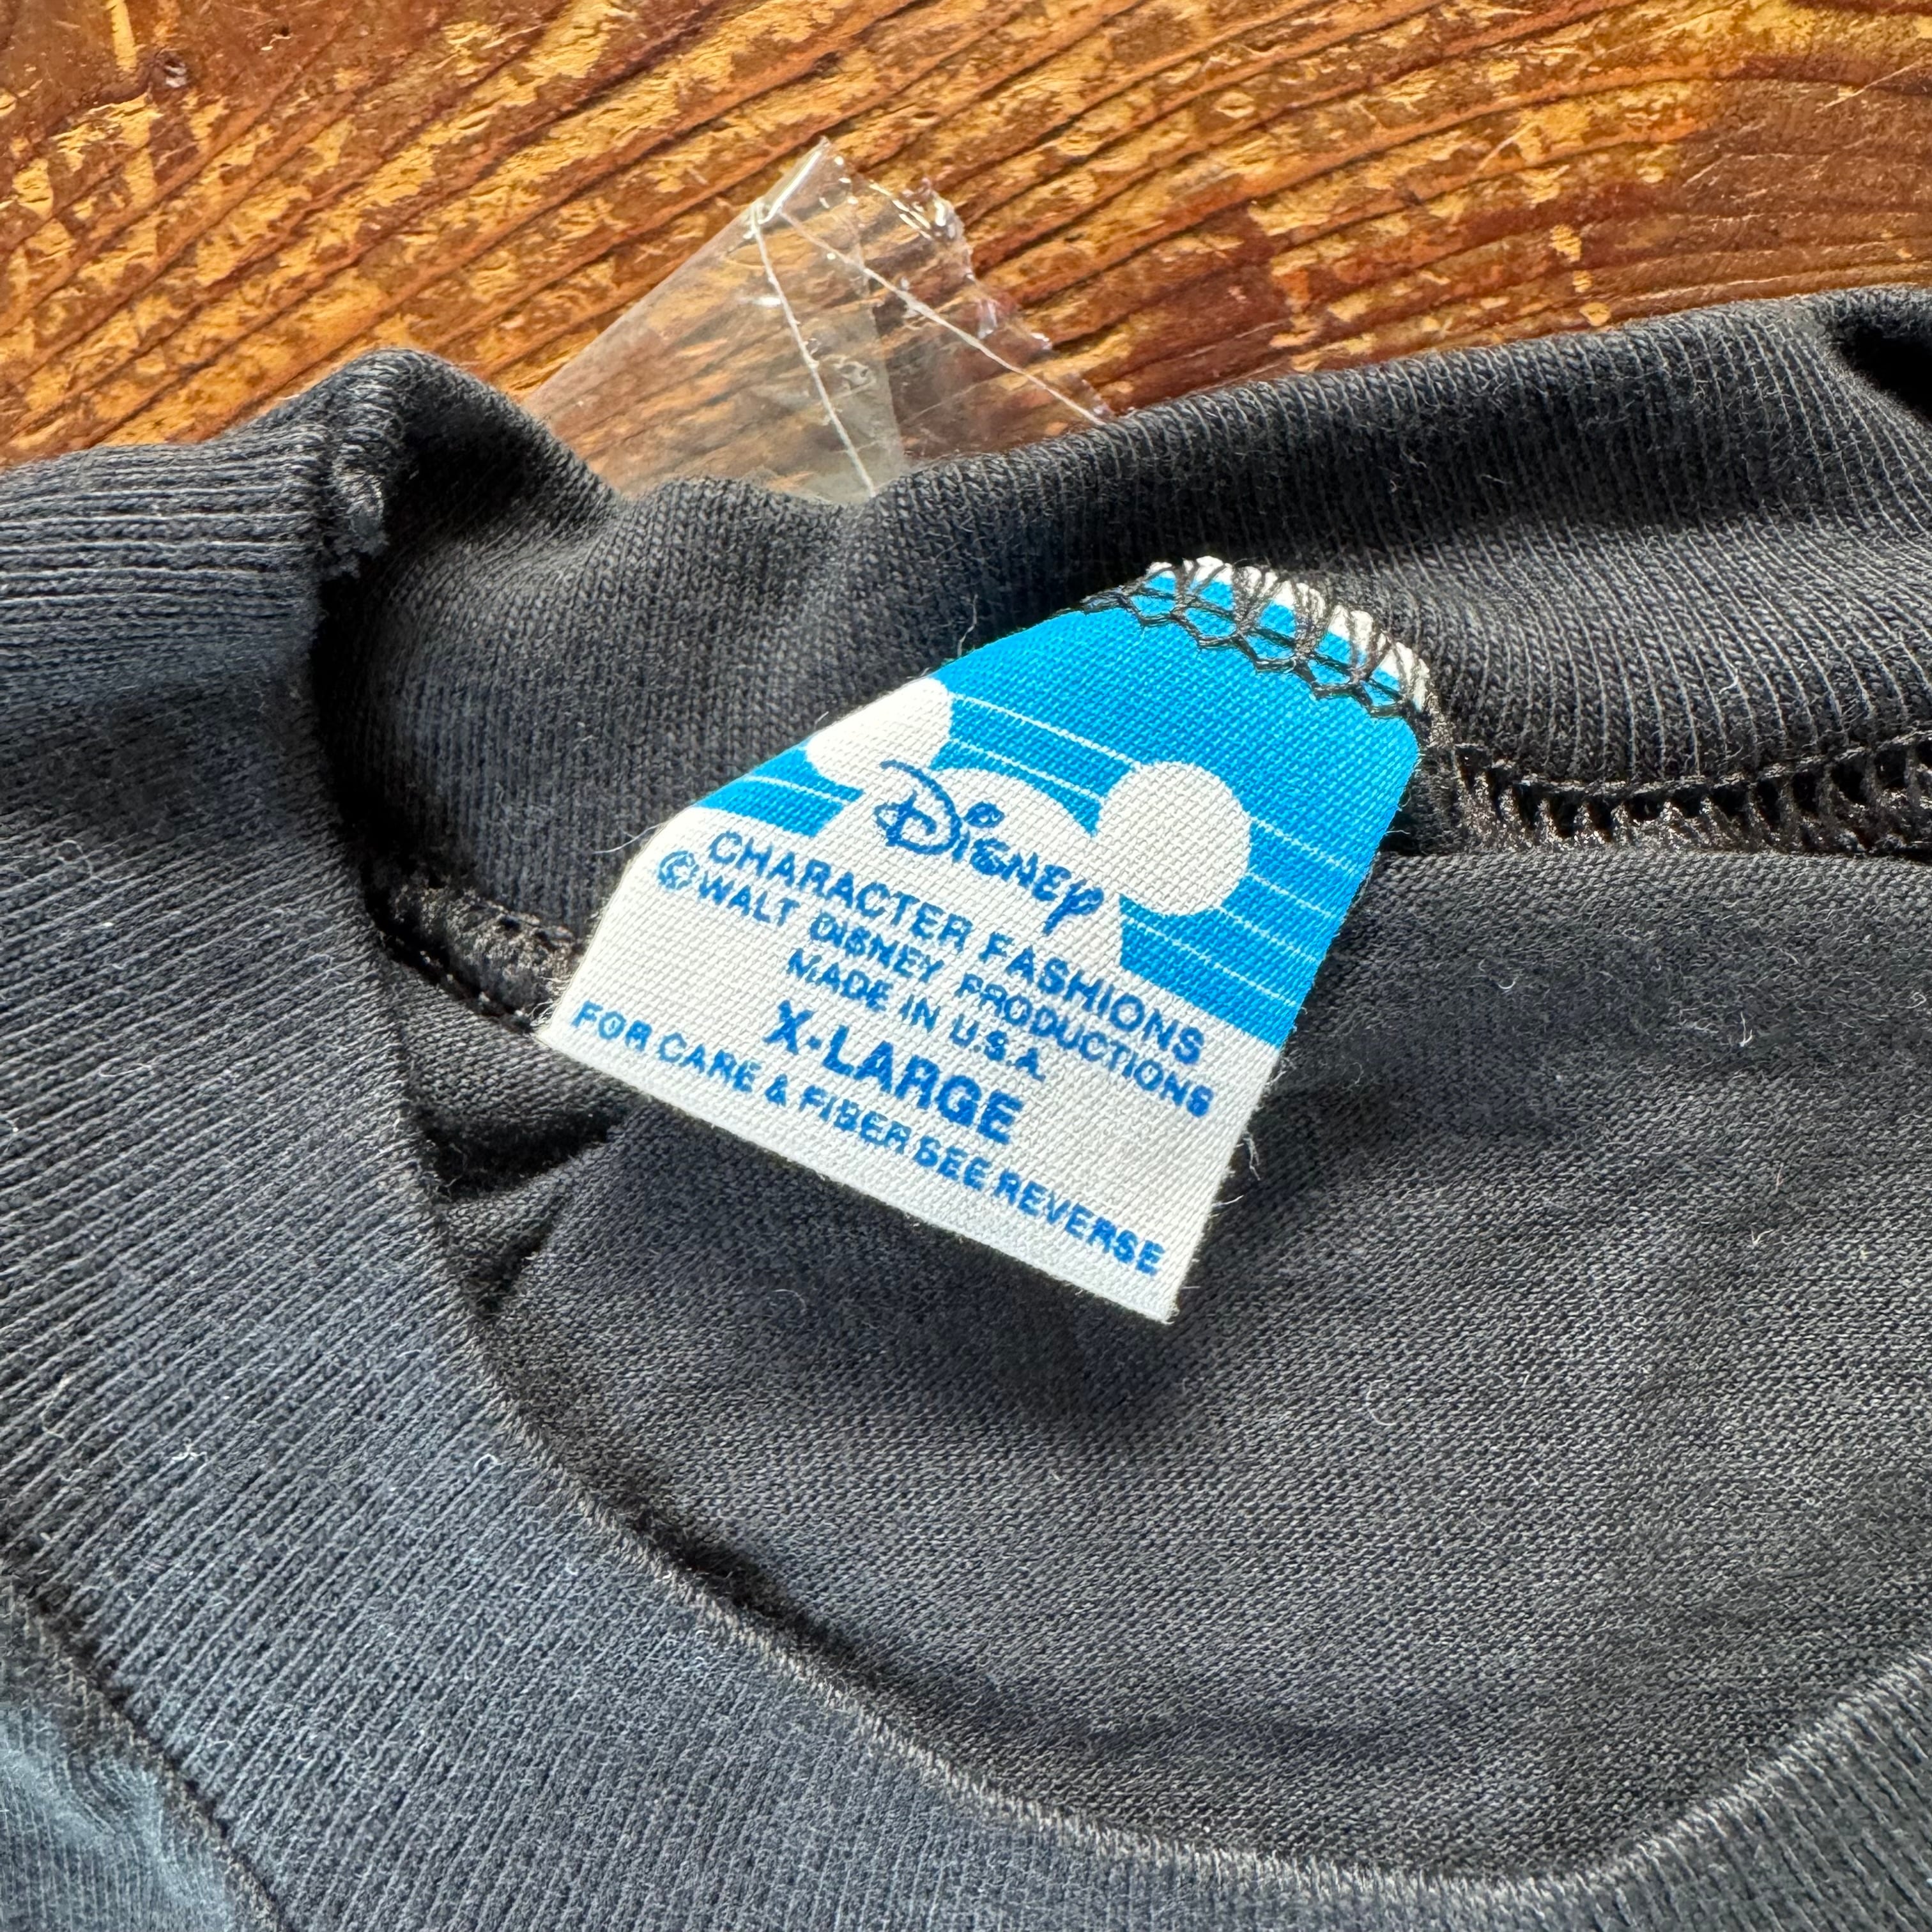 Disney
CHARACTER FASHIONS
© WALT DISNEY PRODUCTIONS
MADE IN U.S.A.
X-LARGE
FOR CARE & FIBER SEE REVERSE